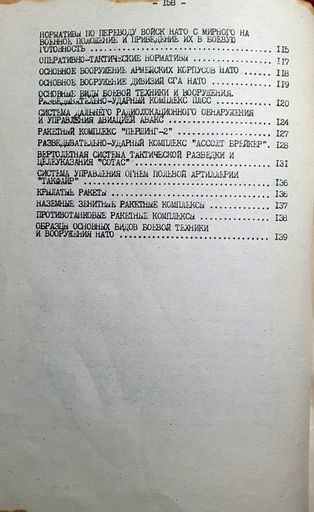 - 158 -
НОРМАТИВЫ ПО ПЕРЕВОДУ ВОЙСК НАТО С МИРНОГО НА
ВОЕННОЕ ПОЛОЖЕНИЕ И ПРИВЕДЕНИЕ ИХ В БОЕВУЮ
ГОТОВНОСТЬ ........ 115
ОПЕРАТИВНО-ТАКТИЧЕСКИЕ НОРМАТИВЫ ........ 117
ОСНОВНОЕ ВООРУЖЕНИЕ АРМЕЙСКИХ КОРПУСОВ НАТО ........ 118
ОСНОВНОЕ ВООРУЖЕНИЕ ДИВИЗИЙ СГА НАТО ........ 119
ОСНОВНЫЕ ВИДЫ БОЕВОЙ ТЕХНИКИ И ВООРУЖЕНИЯ.
РАЗВЕДЫВАТЕЛЬНО-УДАРНЫЙ КОМПЛЕКС ПЛСС ........ 120
СИСТЕМА ДАЛЬНЕГО РАДИОЛОКАЦИОННОГО ОБНАРУЖЕНИЯ
И УПРАВЛЕНИЯ АВИАЦИЕЙ АВАКС ........ 124
РАКЕТНЫЙ КОМПЛЕКС "ПЕРШИНГ-2" ........ 127
РАЗВЕДЫВАТЕЛЬНО-УДАРНЫЙ КОМПЛЕКС "АССОЛТ БРЕЙКЕР". 128
ВЕРТОЛЕТНАЯ СИСТЕМА ТАКТИЧЕСКОЙ РАЗВЕДКИ И
ЦЕЛЕУКАЗАНИЯ "СОТАС" ........ 131
СИСТЕМА УПРАВЛЕНИЯ ОГНЕМ ПОЛЕВОЙ АРТИЛЛЕРИИ
"ТАКФАЙР" ........ 136
КРЫЛАТЫЕ РАКЕТЫ ........ 136
НАЗЕМНЫЕ ЗЕНИТНЫЕ РАКЕТНЫЕ КОМПЛЕКСЫ ........ 137
ПРОТИВОТАНКОВЫЕ РАКЕТНЫЕ КОМПЛЕКСЫ ........ 138
ОБРАЗЦЫ ОСНОВНЫХ ВИДОВ БОЕВОЙ ТЕХНИКИ
И ВООРУЖЕНИЯ НАТО ........ 139